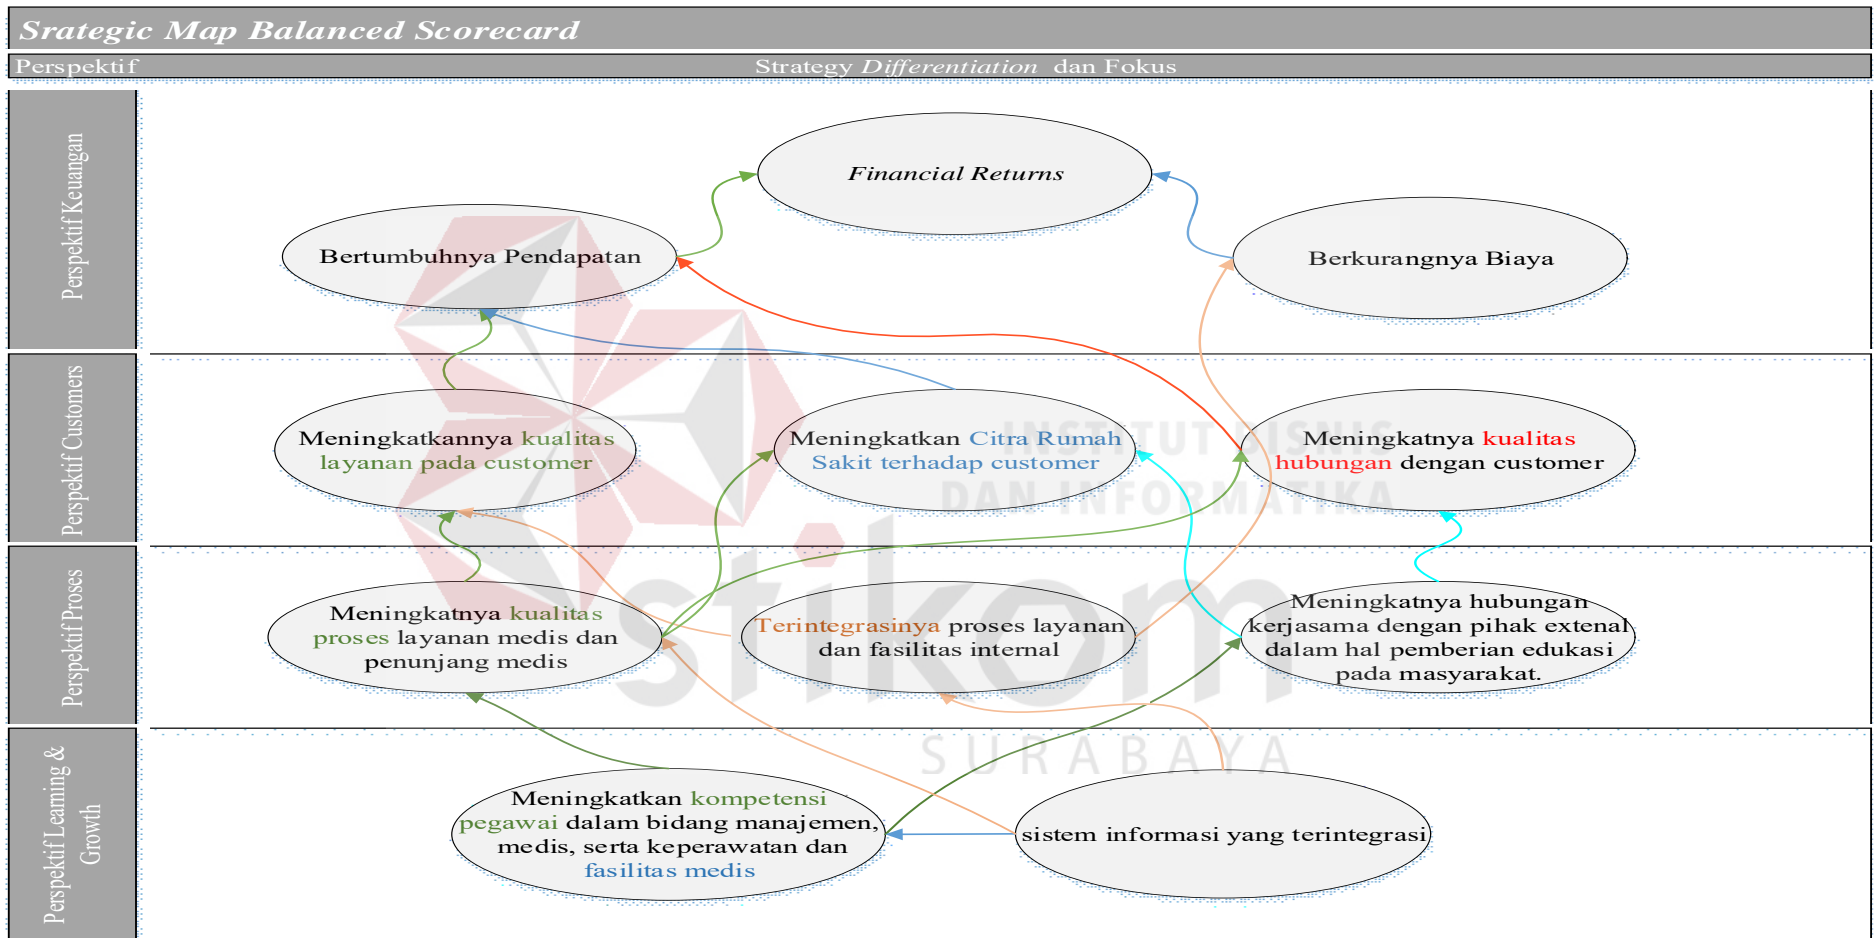 Srategic Map Balanced Scorecard
Perspektif
Strategy Differentiation dan Fokus
Perspektif Keuangan
Financial Returns
Bertumbuhnya Pendapatan
Berkurangnya Biaya
Perspektif Customers
Meningkatkannya kualitas
layanan pada customer
Meningkatkan Citra Rumah
Sakit terhadap customer
Meningkatnya kualitas
hubungan dengan customer
INSTITUT BISNIS
DAN INFORMATIKA
stikom
SURABAYA
Perspektif Proses
Meningkatnya kualitas
proses layanan medis dan
penunjang medis
Terintegrasinya proses layanan
dan fasilitas internal
Meningkatnya hubungan
kerjasama dengan pihak extenal
dalam hal pemberian edukasi
pada masyarakat.
Perspektif Learning &
Growth
Meningkatkan kompetensi
pegawai dalam bidang manajemen,
medis, serta keperawatan dan
fasilitas medis
sistem informasi yang terintegrasi